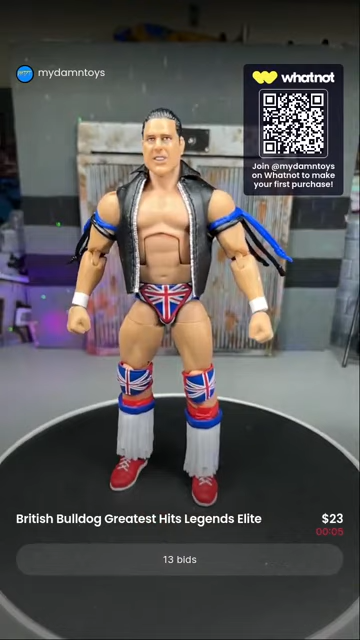 mydamntoys
whatnot
Join @mydamntoys
on Whatnot to make
your first purchase!
British Bulldog Greatest Hits Legends Elite
$23
00:05
13 bids